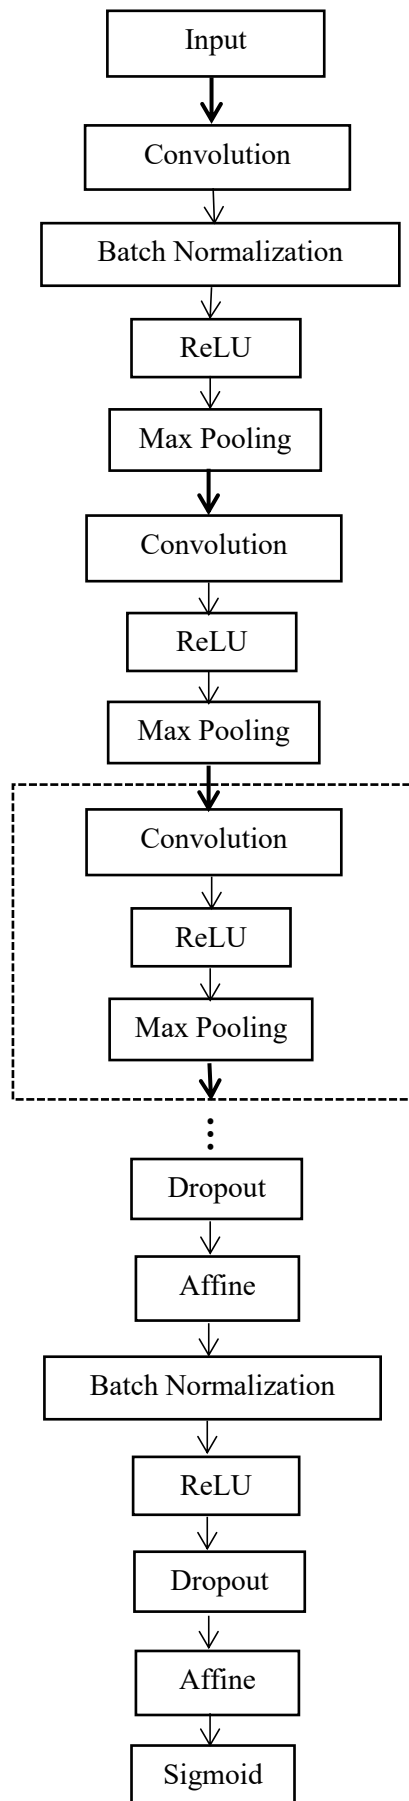 Input
Convolution
Batch Normalization
ReLU
Max Pooling
Convolution
ReLU
Max Pooling
Convolution
ReLU
Max Pooling
⋮
Dropout
Affine
Batch Normalization
ReLU
Dropout
Affine
Sigmoid